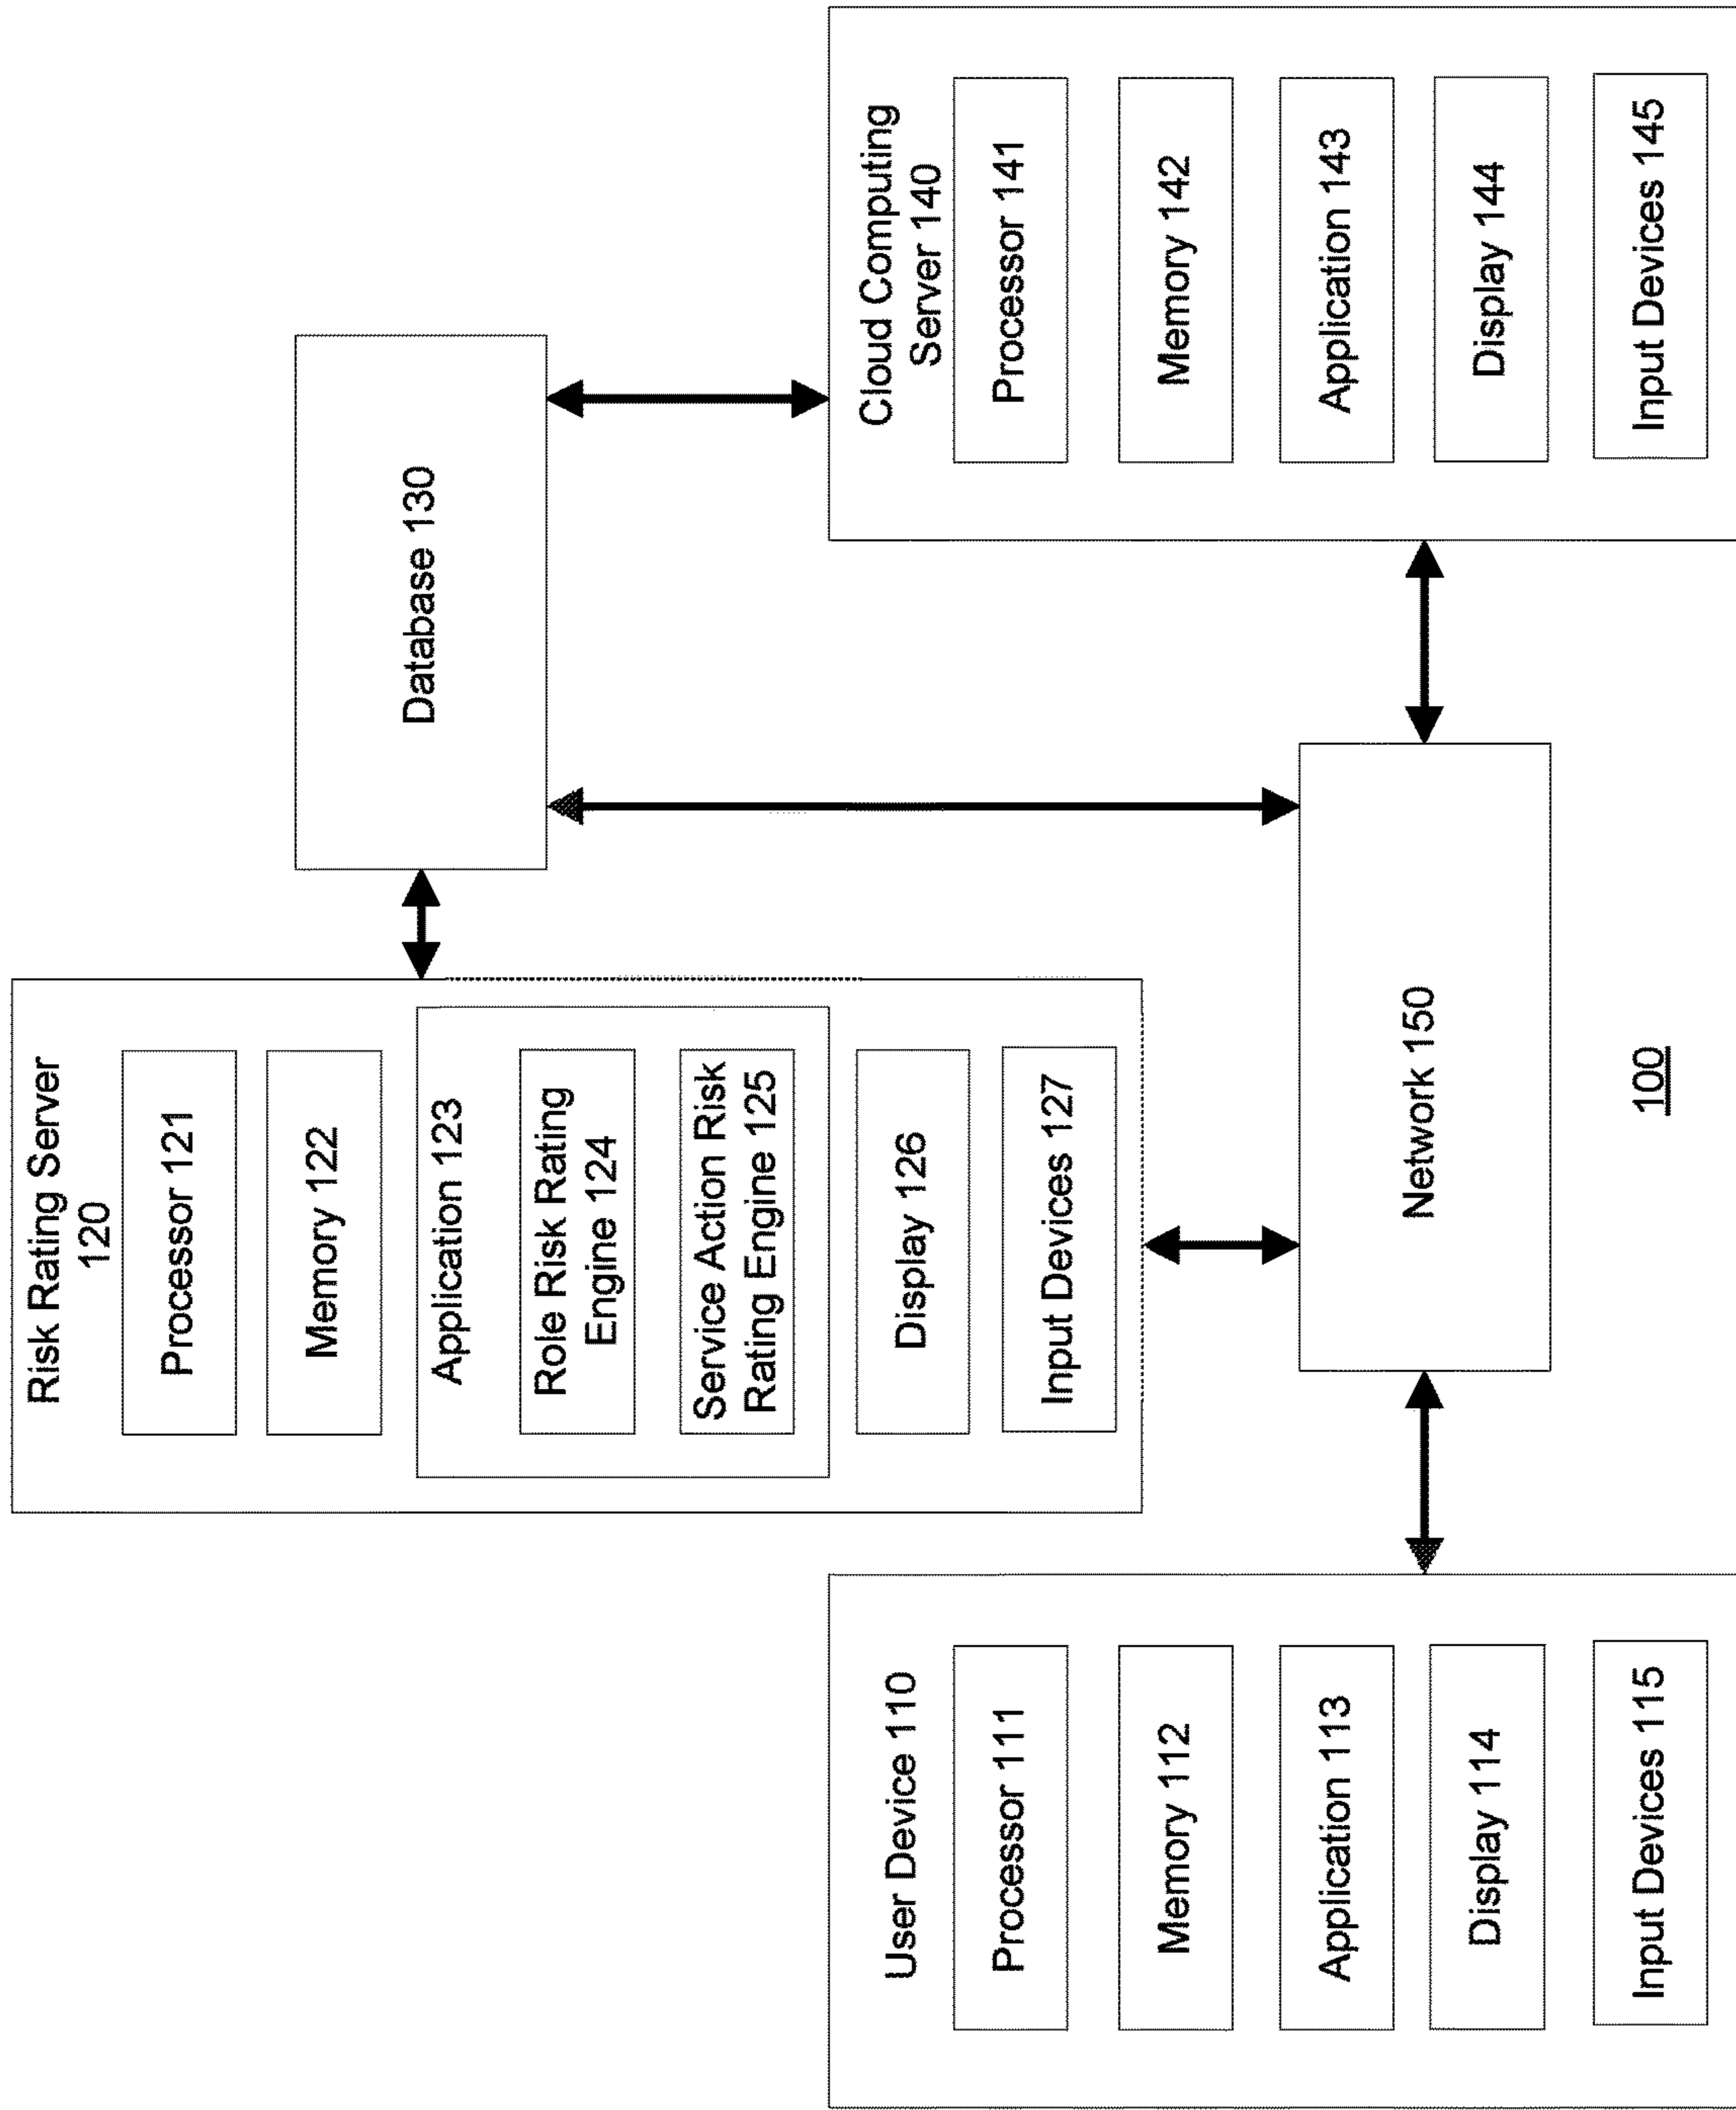 Risk Rating Server
120
Processor 121
Memory 122
Application 123
Role Risk Rating
Engine 124
Service Action Risk
Rating Engine 125
Display 126
Input Devices 127
Database 130
User Device 110
Processor 111
Memory 112
Application 113
Display 114
Input Devices 115
Network 150
Cloud Computing
Server 140
Processor 141
Memory 142
Application 143
Display 144
Input Devices 145
100